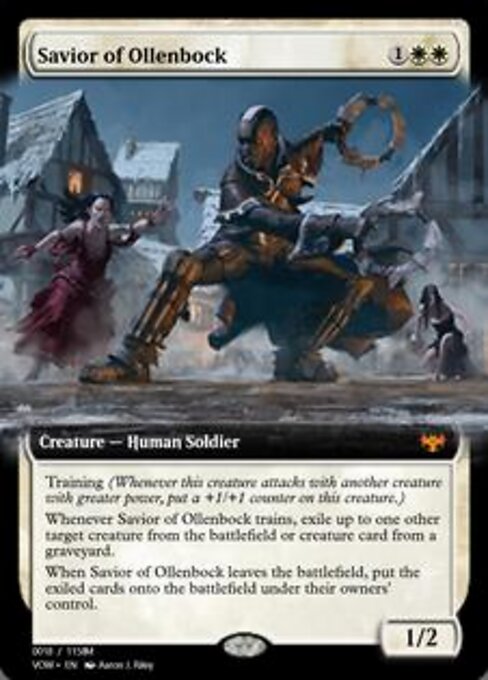 Savior of Ollenbock 1
Creature — Human Soldier
Training (Whenever this creature attacks with another creature
with greater power, put a +1/+1 counter on this creature.)
Whenever Savior of Ollenbock trains, exile up to one other
target creature from the battlefield or creature card from a
graveyard.
When Savior of Ollenbock leaves the battlefield, put the
exiled cards onto the battlefield under their owners'
control.
1/2
0018 / 115 M
VOW • EN Aaron J. Riley